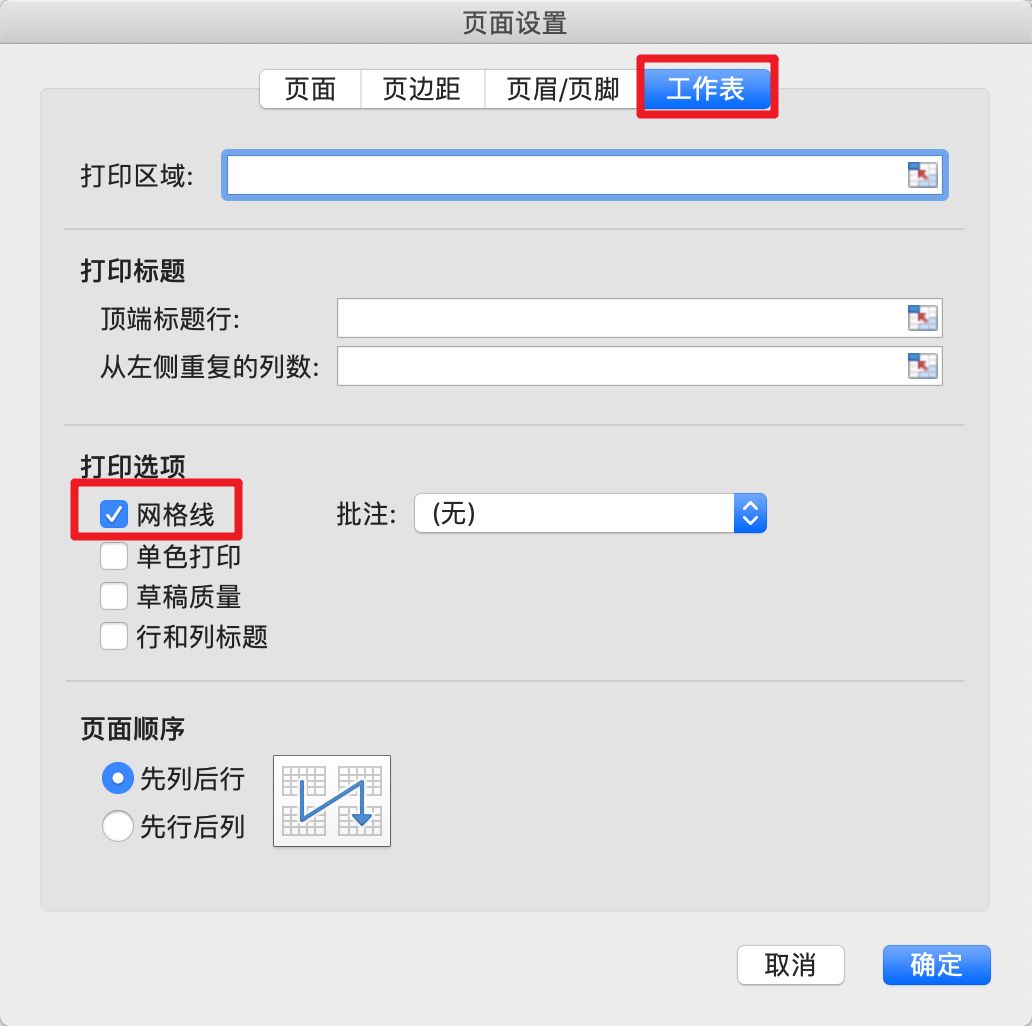 页面设置
页面 页边距 页眉/页脚 工作表
打印区域:
打印标题
顶端标题行:
从左侧重复的列数:
打印选项
网格线 批注: (无)
单色打印
草稿质量
行和列标题
页面顺序
先列后行
先行后列
取消 确定